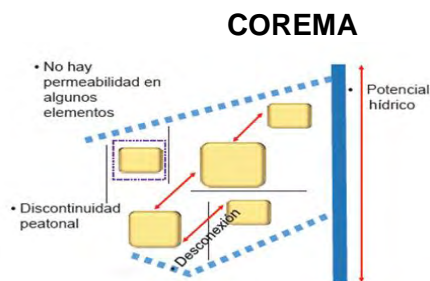 COREMA
• No hay
permeabilidad en
algunos
elementos
• Potencial
hídrico
• Discontinuidad
peatonal
• Desconexión